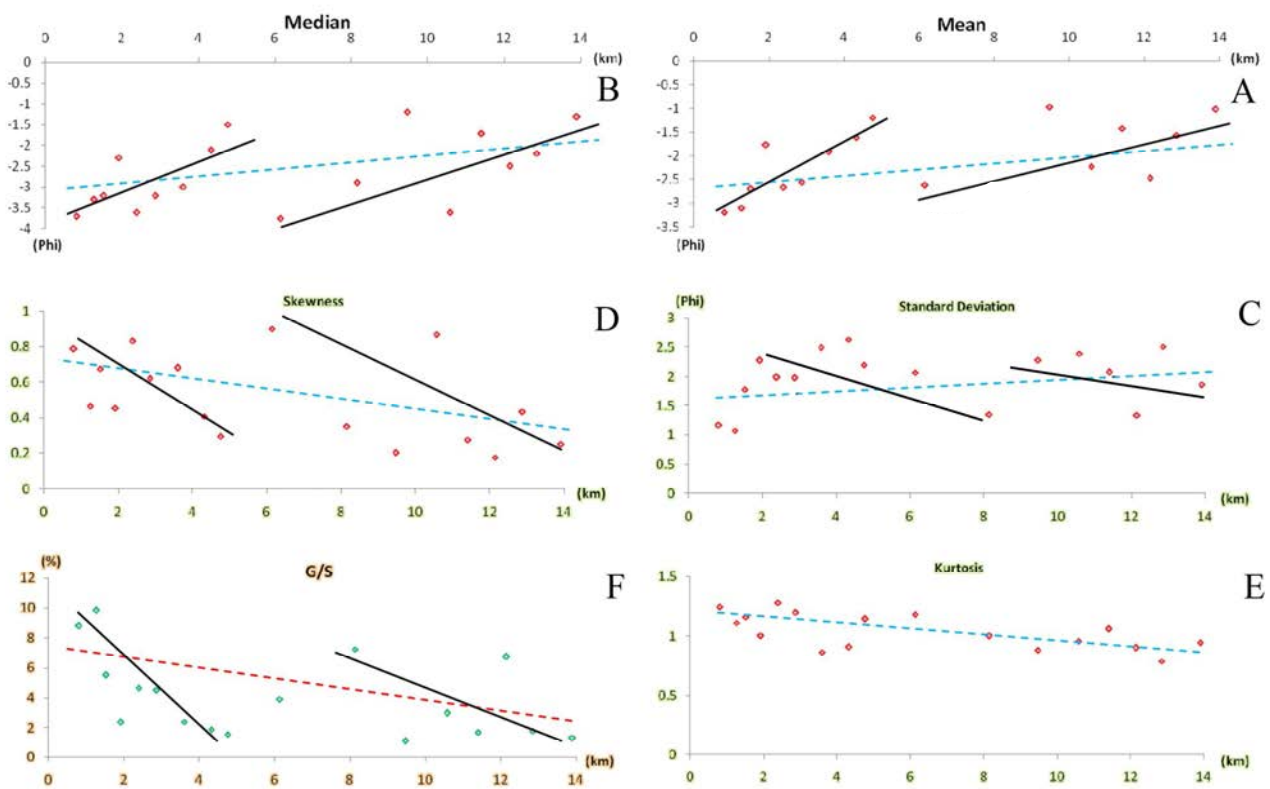 Median
0 2 4 6 8 10 12 14
(km)
0
-0.5
-1
-1.5
-2
-2.5
-3
-3.5
-4
(Phi)
B
Mean
0 2 4 6 8 10 12 14
(km)
0
-0.5
-1
-1.5
-2
-2.5
-3
-3.5
(Phi)
A
Skewness
D
1
0.8
0.6
0.4
0.2
0
0 2 4 6 8 10 12 14
(km)
(Phi)
Standard Deviation
C
3
2.5
2
1.5
1
0.5
0
0 2 4 6 8 10 12 14
(km)
(%)
G/S
F
12
10
8
6
4
2
0
0 2 4 6 8 10 12 14
(km)
Kurtosis
E
1.5
1
0.5
0
0 2 4 6 8 10 12 14
(km)